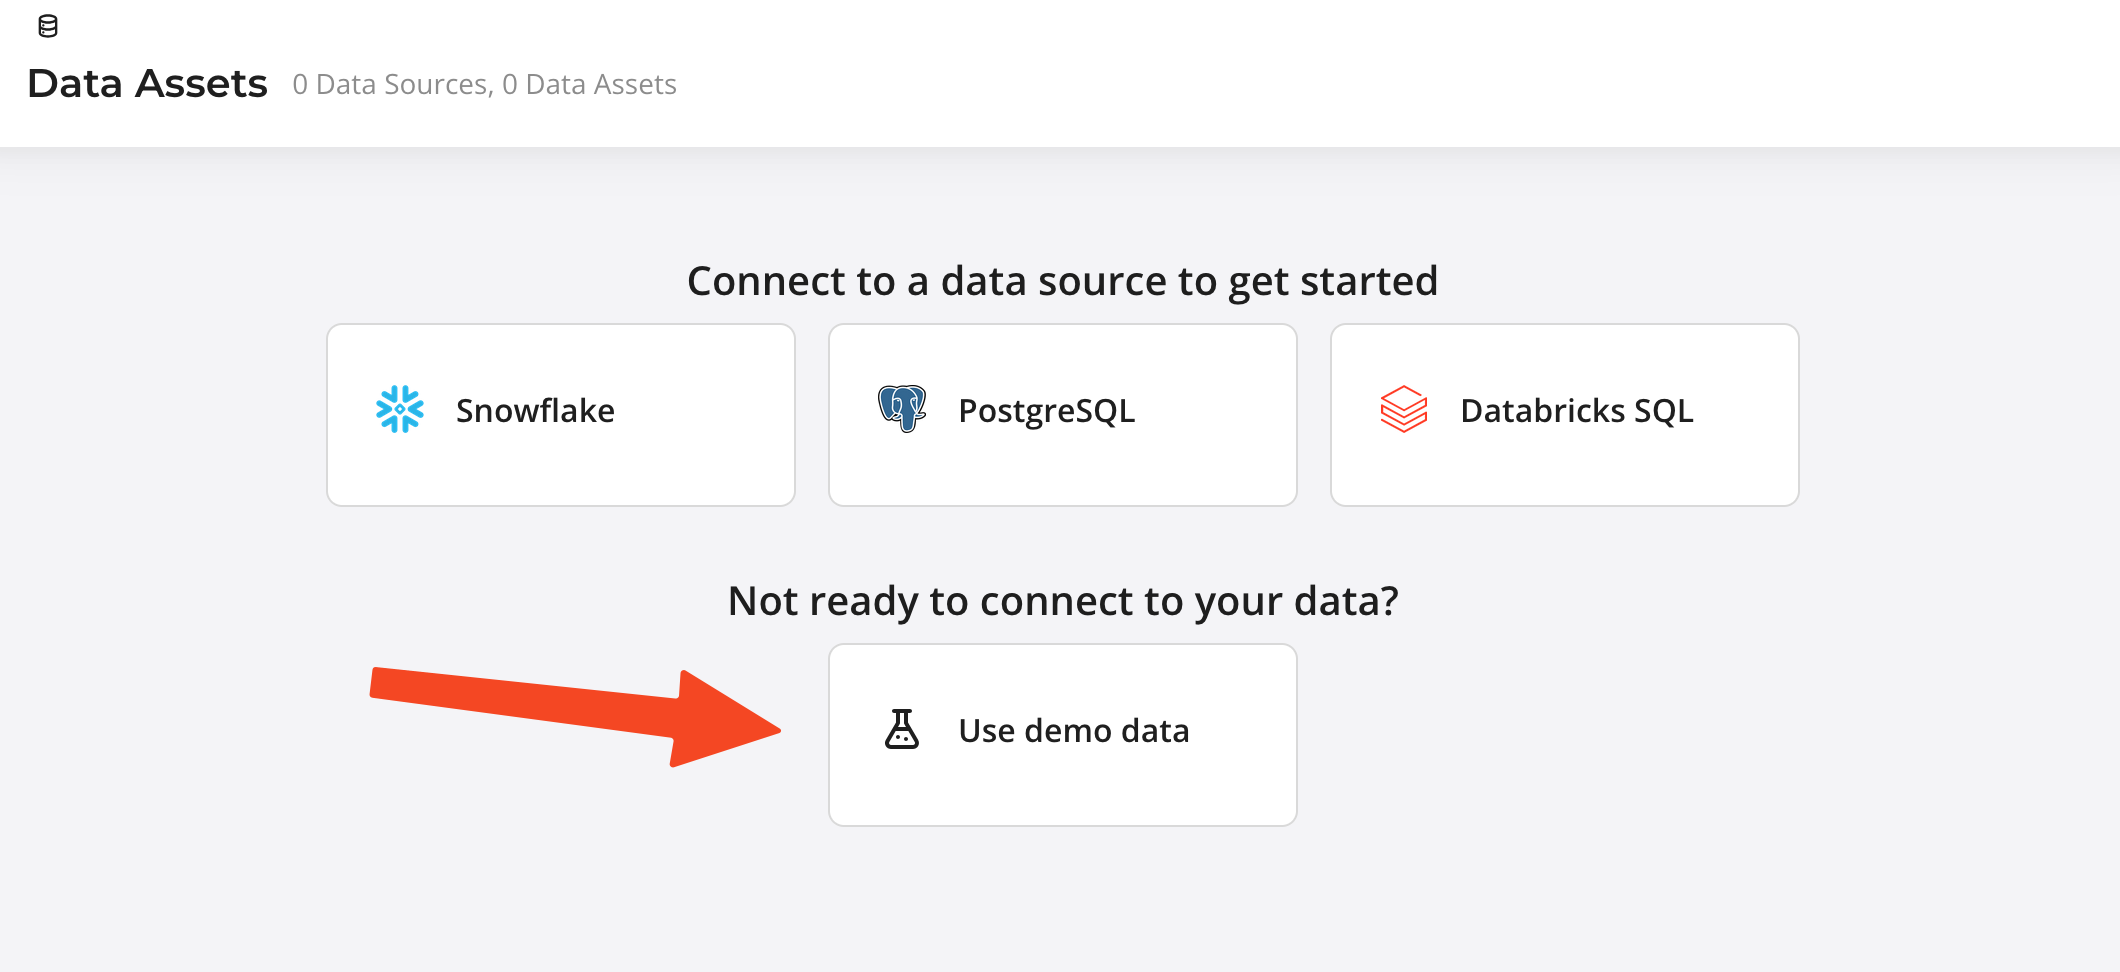 Data Assets 0 Data Sources, 0 Data Assets
Connect to a data source to get started
Snowflake
PostgreSQL
Databricks SQL
Not ready to connect to your data?
Use demo data